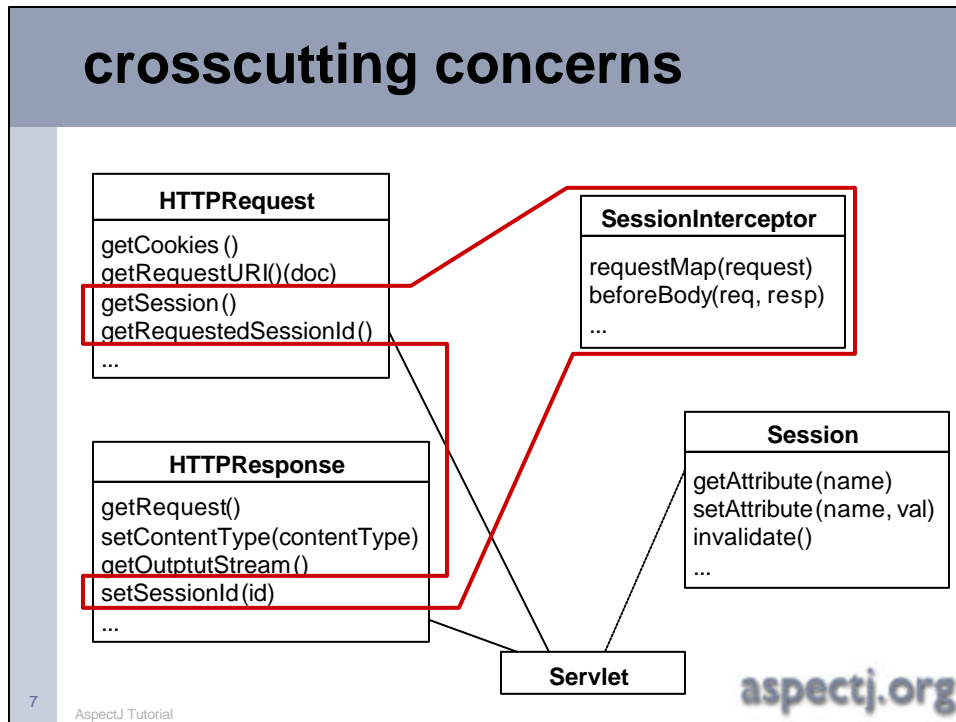 crosscutting concerns
HTTPRequest
getCookies ()
getRequestURI()(doc)
getSession()
getRequestedSessionId()
...
SessionInterceptor
requestMap(request)
beforeBody(req, resp)
...
HTTPResponse
getRequest()
setContentType(contentType)
getOutptutStream()
setSessionId(id)
...
Session
getAttribute(name)
setAttribute(name, val)
invalidate()
...
Servlet
7
AspectJ Tutorial
aspectj.org